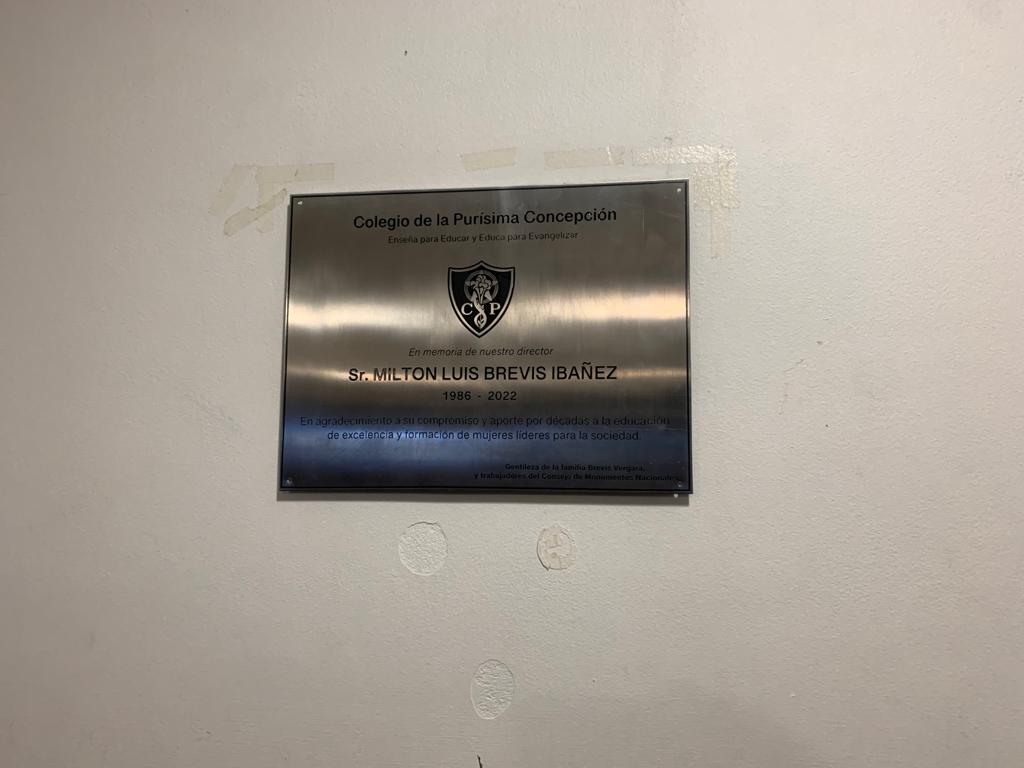 Colegio de la Purísima Concepción
Enseña para Educar y Educa para Evangelizar
C P
En memoria de nuestro director
Sr. MILTON LUIS BREVIS IBAÑEZ
1986 - 2022
En agradecimiento a su compromiso y aporte por décadas a la educación
de excelencia y formación de mujeres líderes para la sociedad.
Gentileza de la familia Brevis Vergara,
y trabajadores del Consejo de Monumentos Nacionales.